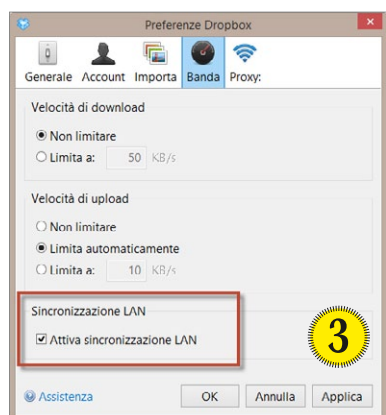 Preferenze Dropbox
Generale Account Importa Banda Proxy:
Velocità di download
Non limitare
Limita a: 50 KB/s
Velocità di upload
Non limitare
Limita automaticamente
Limita a: 10 KB/s
Sincronizzazione LAN
Attiva sincronizzazione LAN
3
Assistenza OK Annulla Applica